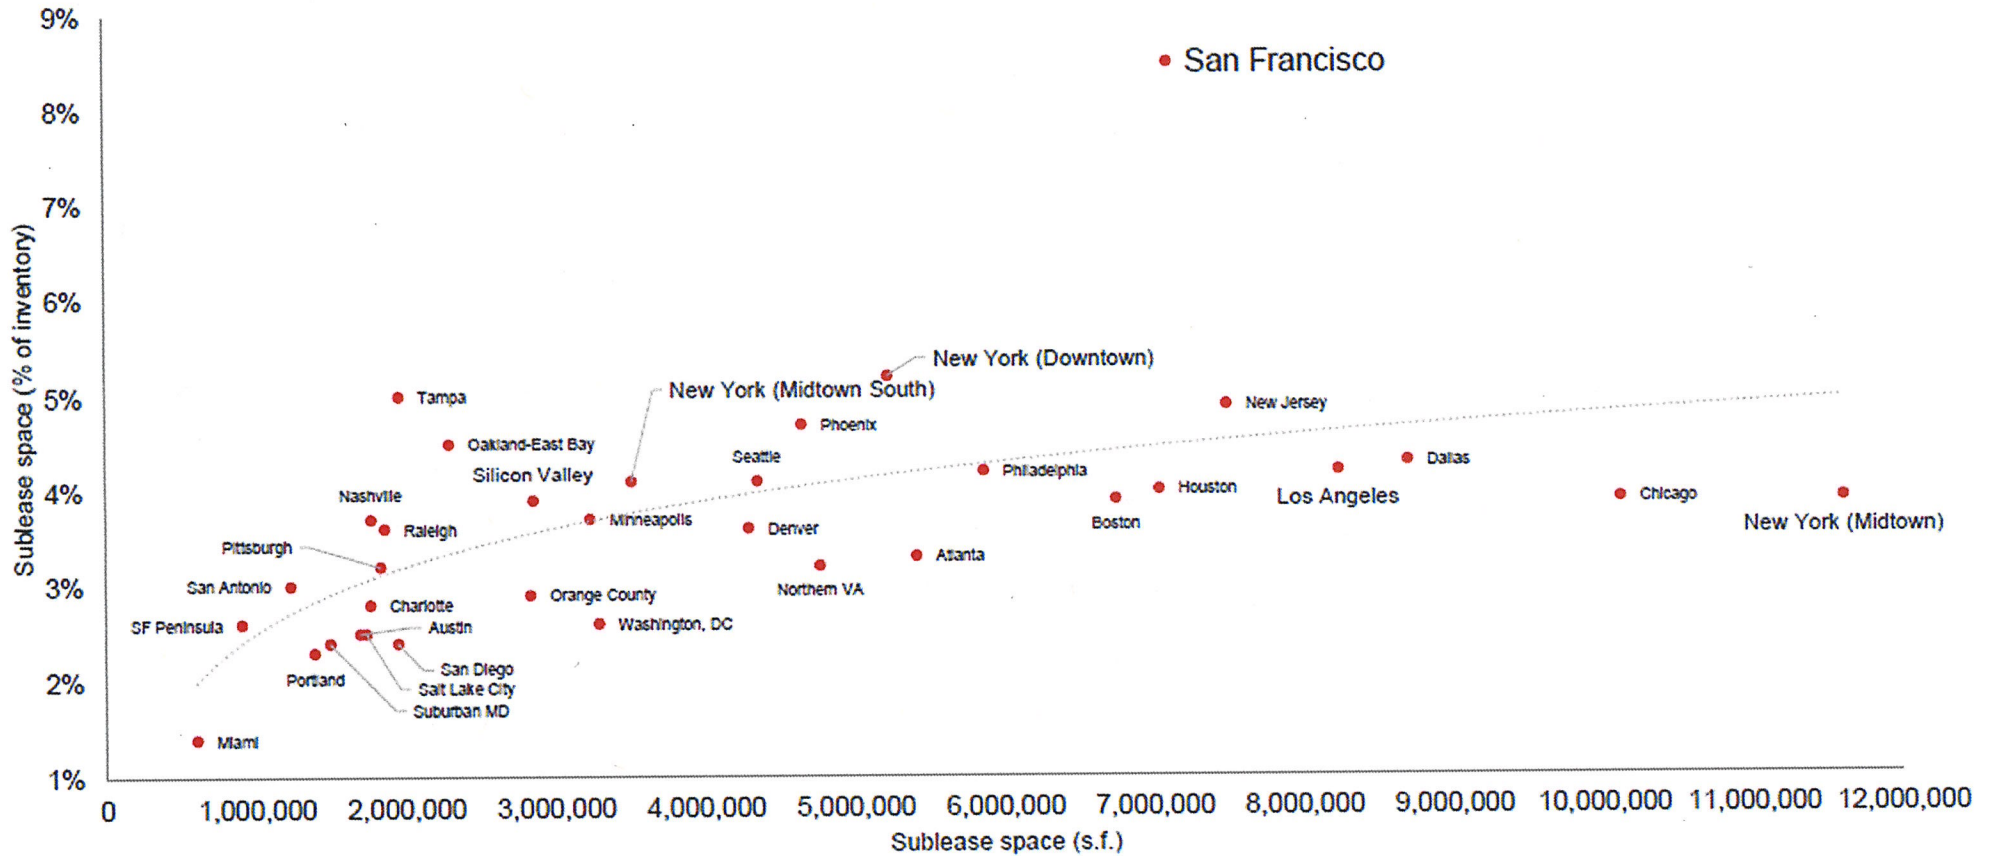 9%
San Francisco
8%
7%
6%
Sublease space (% of inventory)
New York (Downtown)
New York (Midtown South)
5%
Tampa
New Jersey
Phoenix
Oakland-East Bay
Seattle
Dallas
Silicon Valley
Philadelphia
Houston
4%
Nashville
Los Angeles
Chicago
Minneapolis
Boston
New York (Midtown)
Raleigh
Denver
Pittsburgh
Atlanta
3%
San Antonio
Northern VA
Orange County
Charlotte
SF Peninsula
Austin
Washington, DC
San Diego
2%
Portland
Salt Lake City
Suburban MD
Miami
1%
0 1,000,000 2,000,000 3,000,000 4,000,000 5,000,000 6,000,000 7,000,000 8,000,000 9,000,000 10,000,000 11,000,000 12,000,000
Sublease space (s.f.)